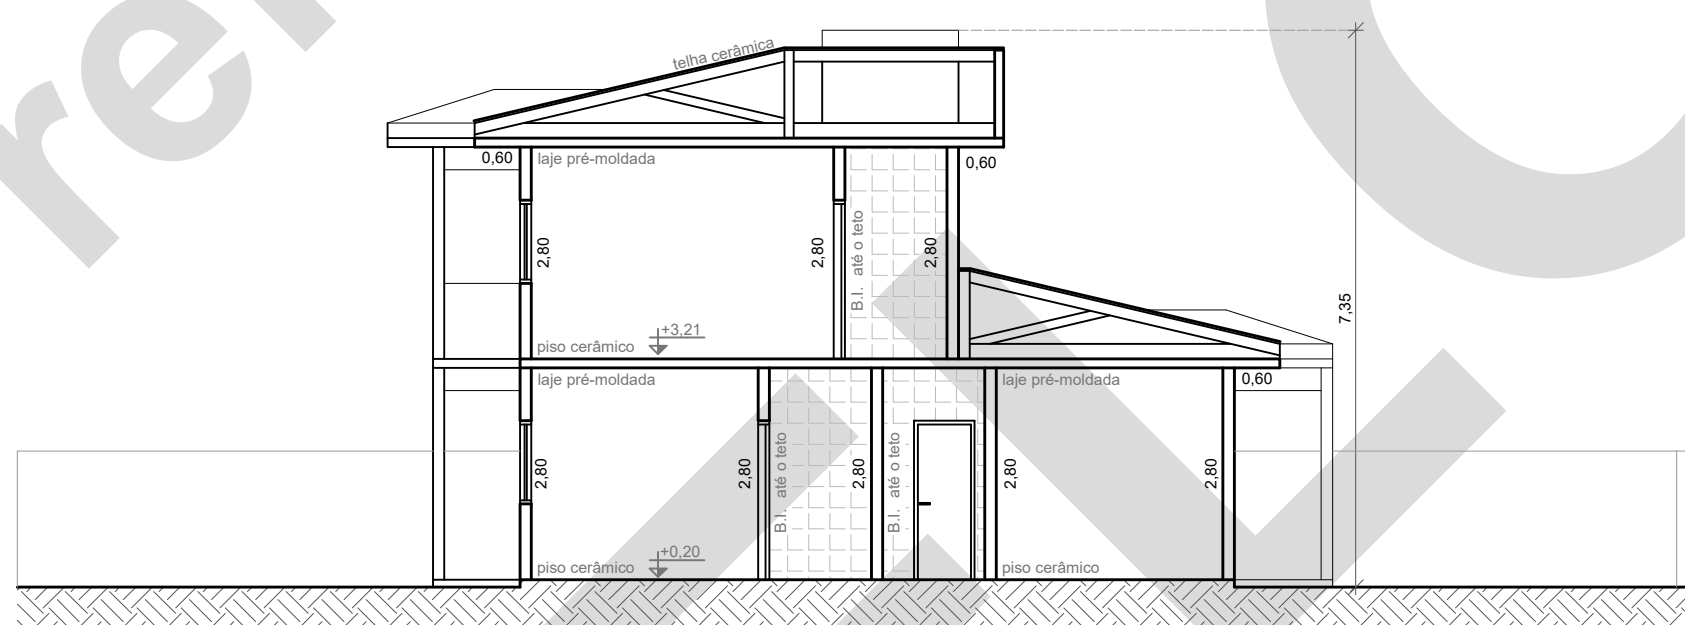 telha cerâmica
0,60
laje pré-moldada
0,60
2,80
2,80
B.I. até o teto
2,80
7,35
piso cerâmico
+3,21
laje pré-moldada
laje pré-moldada
0,60
2,80
2,80
B.I. até o teto
2,80
B.I. até o teto
2,80
2,80
piso cerâmico
+0,20
piso cerâmico